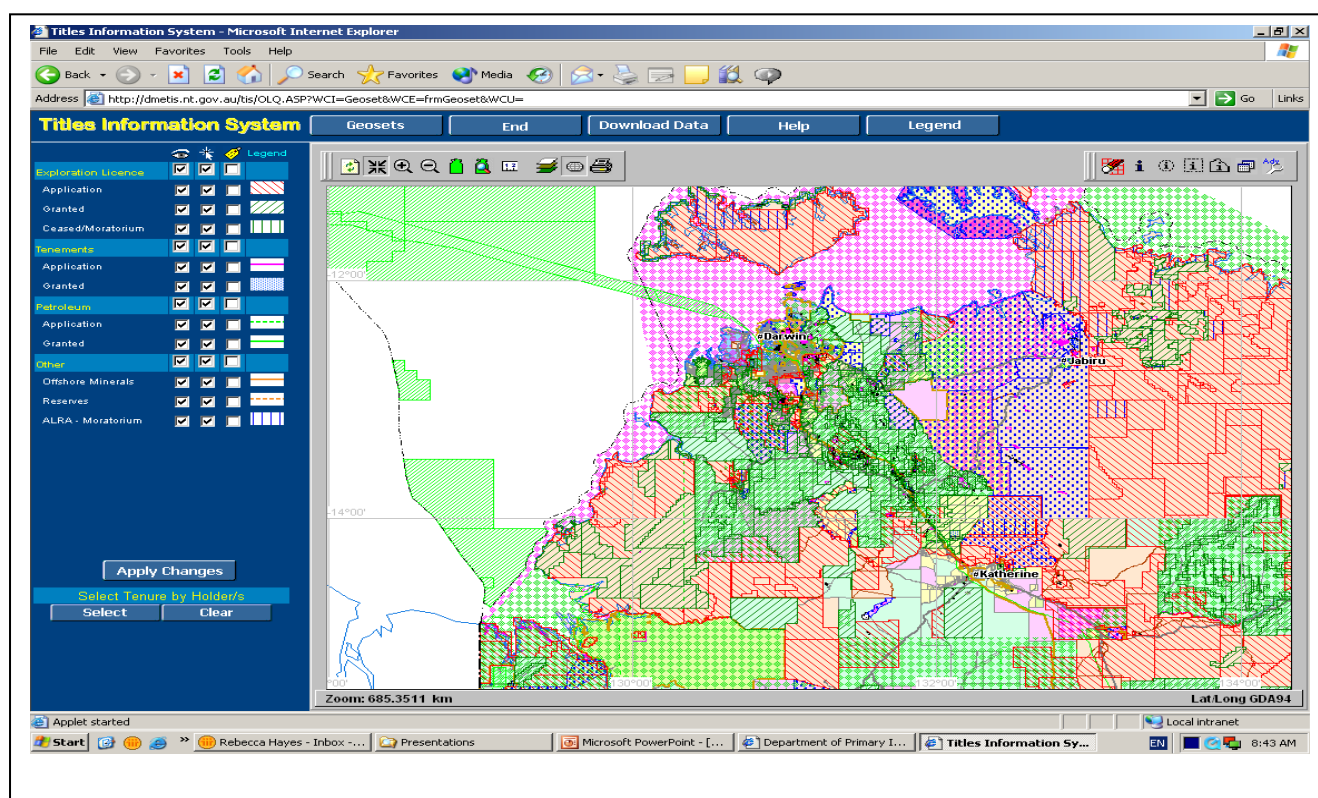 Titles Information System - Microsoft Internet Explorer
File Edit View Favorites Tools Help
Back Search Favorites Media
Address http://dmetis.nt.gov.au/tis/OLQ.ASP?WCI=Geoset&WCE=frmGeoset&WCU= Go Links
Titles Information System Geosets End Download Data Help Legend
Legend
Exploration Licence
Application
Granted
Ceased/Moratorium
Tenements
Application
Granted
Petroleum
Application
Granted
Other
Offshore Minerals
Reserves
ALRA - Moratorium
Apply Changes
Select Tenure by Holder/s
Select Clear
12°00'
#Darwin
#Jabiru
14°00'
#Katherine
130°00' 132°00' 134°00'
Zoom: 685.3511 km Lat/Long GDA94
Applet started Local intranet
Start Rebecca Hayes - Inbox -... Presentations Microsoft PowerPoint - [... Department of Primary I... Titles Information Sy... EN 8:43 AM